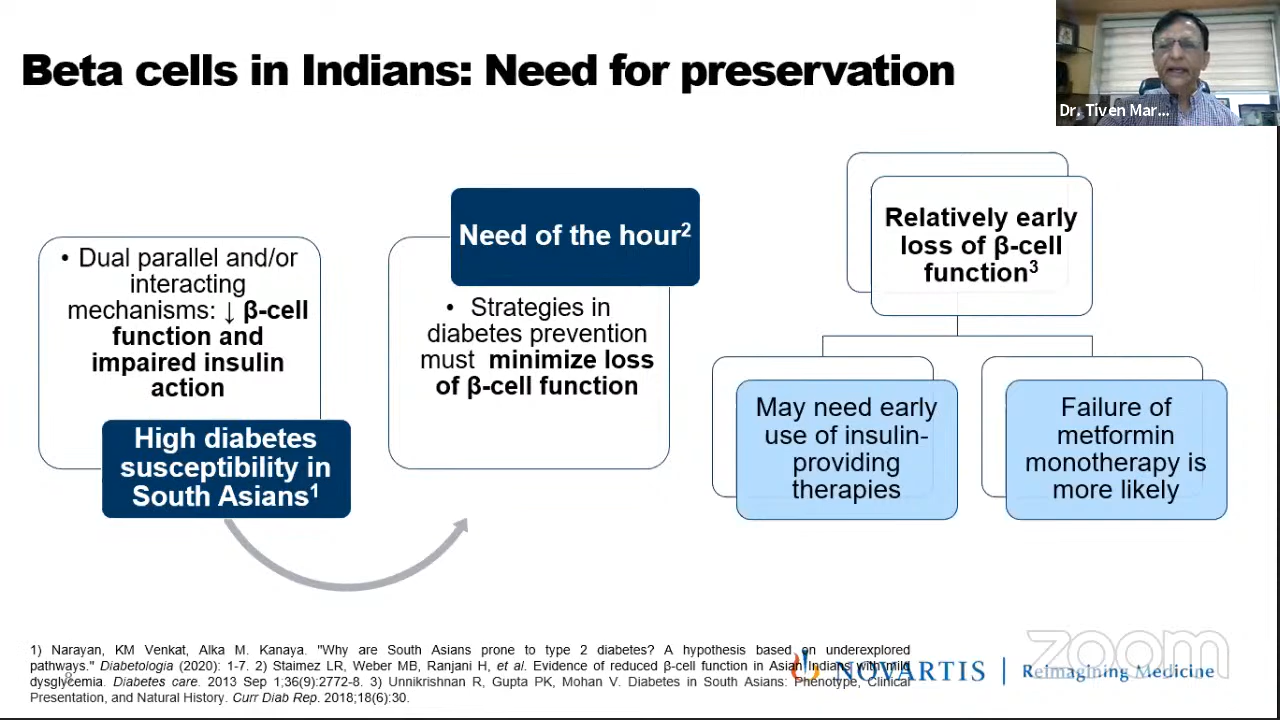 Beta cells in Indians: Need for preservation
Dr. Tiven Mar...
• Dual parallel and/or
interacting
mechanisms: ↓ β-cell
function and
impaired insulin
action
High diabetes
susceptibility in
South Asians1
Need of the hour2
• Strategies in
diabetes prevention
must minimize loss
of β-cell function
Relatively early
loss of β-cell
function3
May need early
use of insulin-
providing
therapies
Failure of
metformin
monotherapy is
more likely
1) Narayan, KM Venkat, Alka M. Kanaya. "Why are South Asians prone to type 2 diabetes? A hypothesis based on underexplored
pathways." Diabetologia (2020): 1-7. 2) Staimez LR, Weber MB, Ranjani H, et al. Evidence of reduced β-cell function in Asian Indians with mild
dysglycemia. Diabetes care. 2013 Sep 1;36(9):2772-8. 3) Unnikrishnan R, Gupta PK, Mohan V. Diabetes in South Asians: Phenotype, Clinical
Presentation, and Natural History. Curr Diab Rep. 2018;18(6):30.
8
NOVARTIS | Reimagining Medicine
zoom